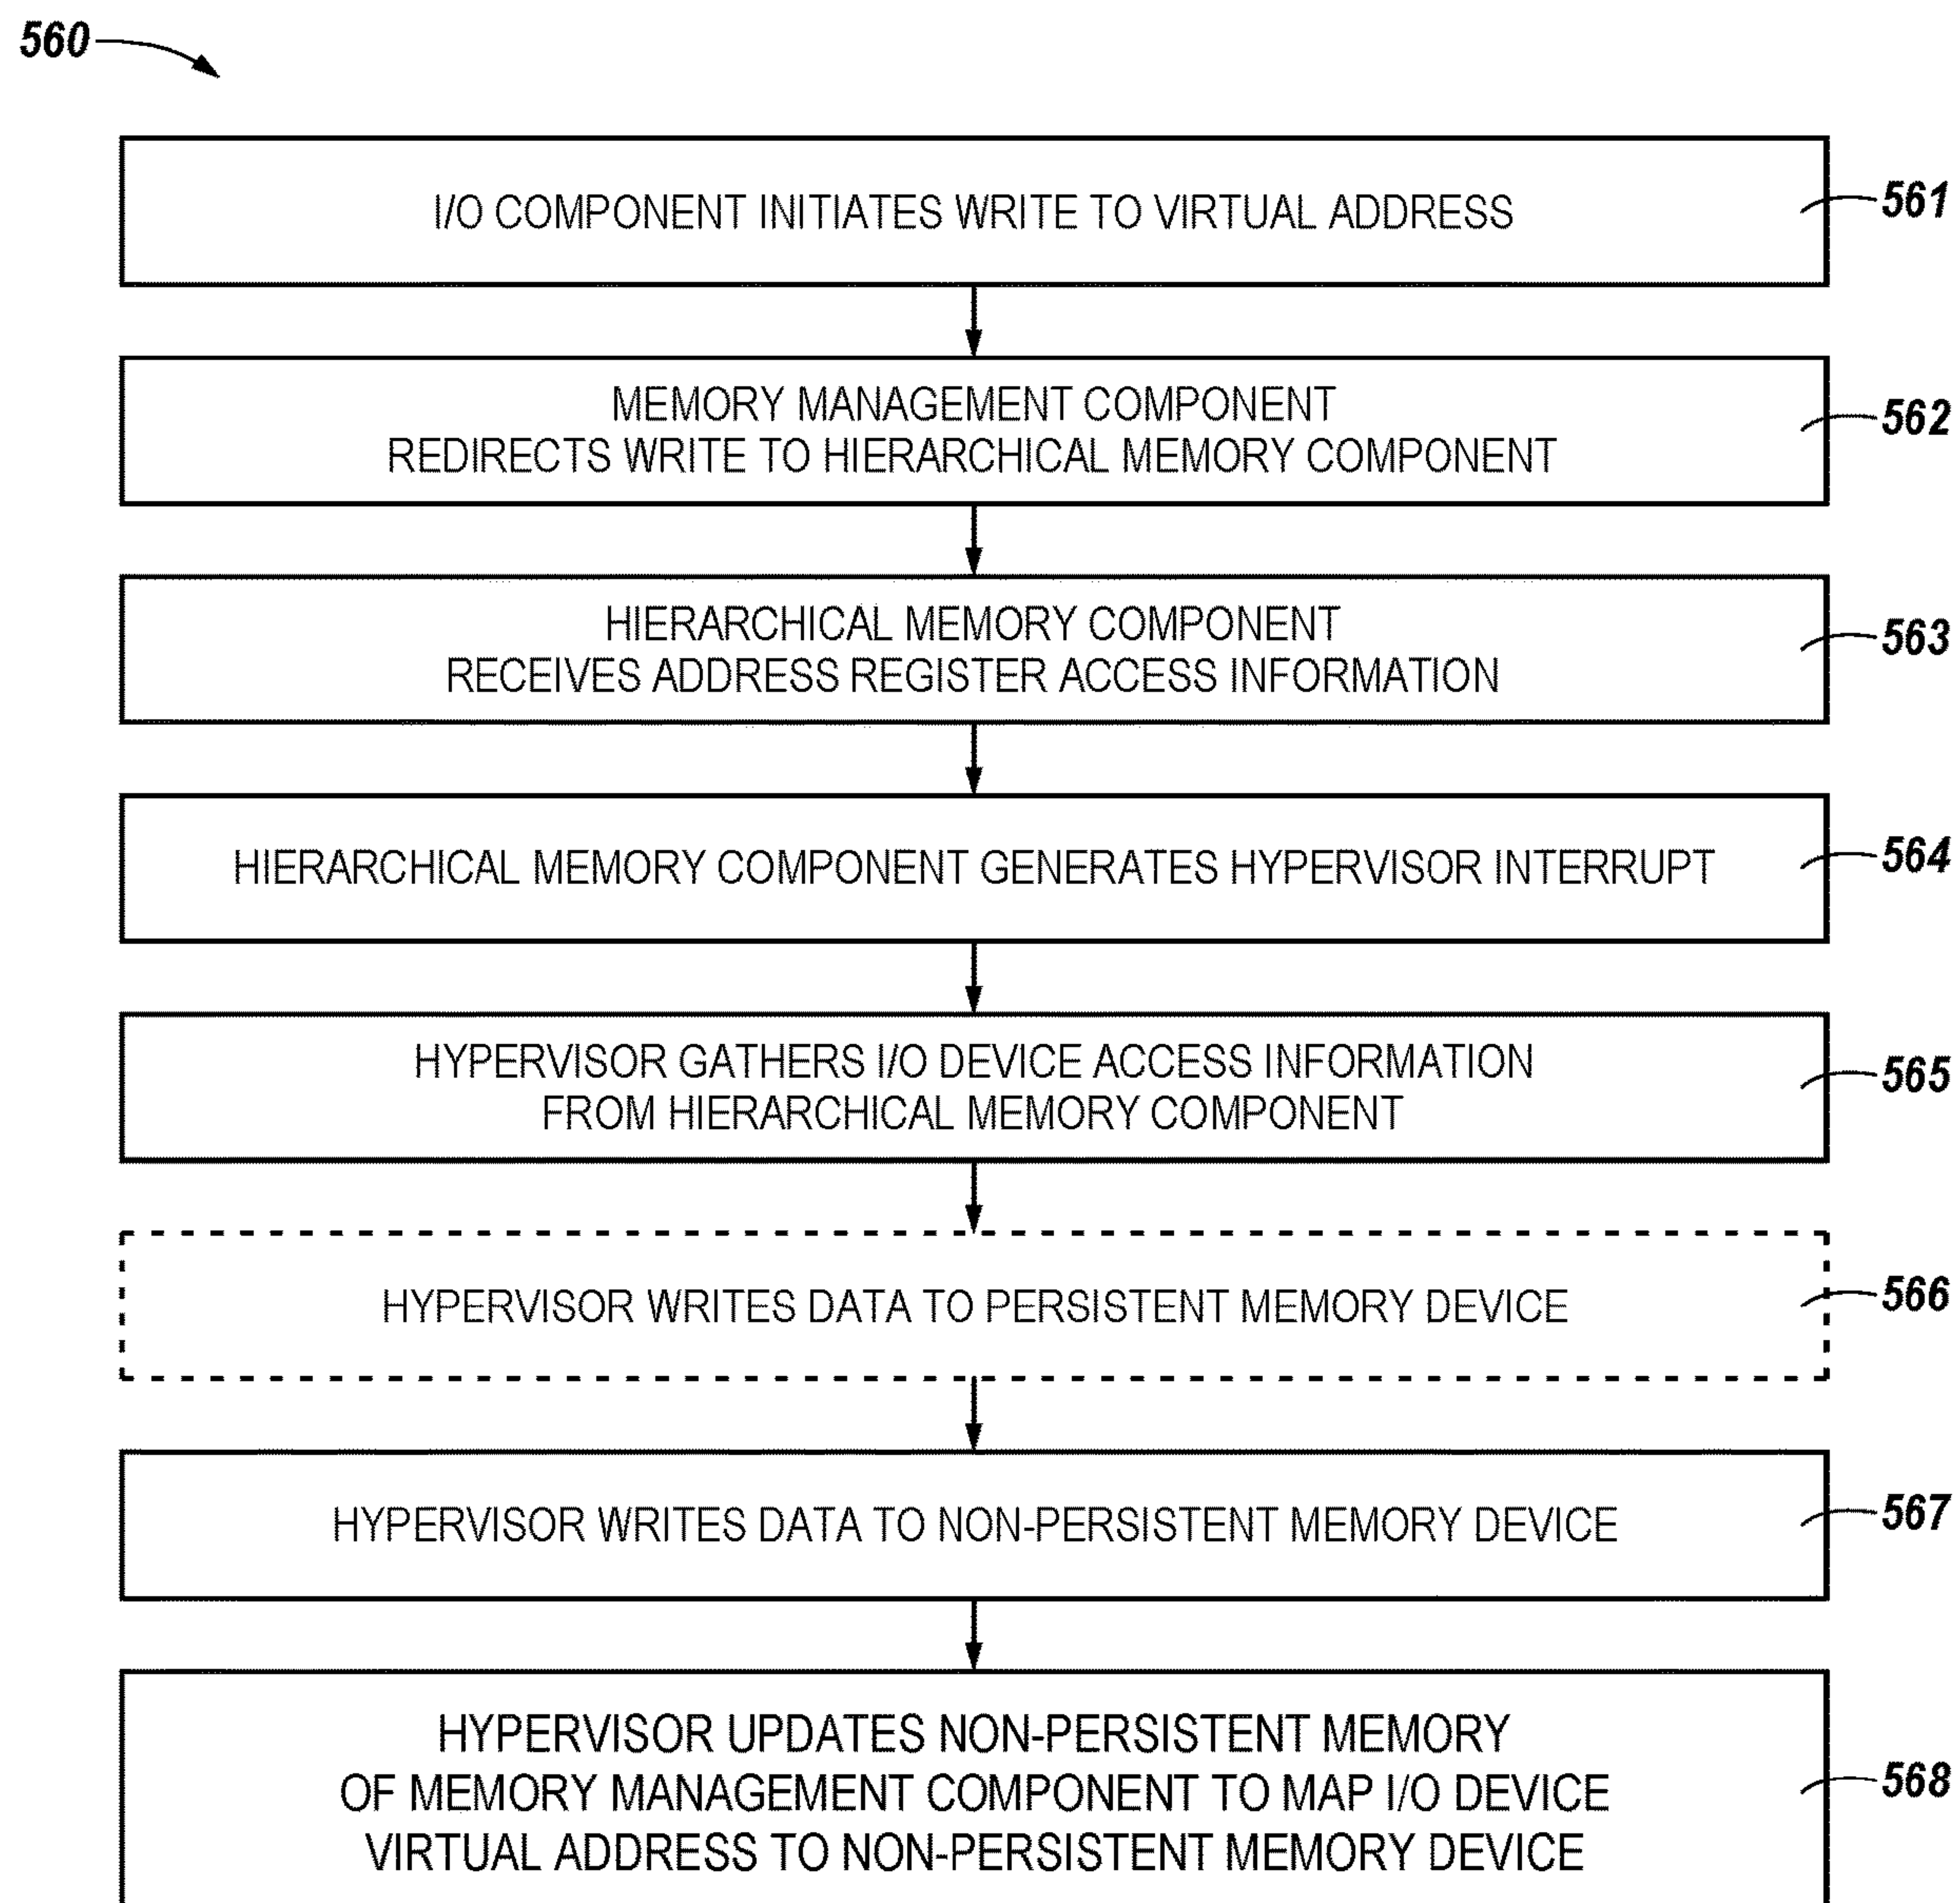 560
I/O COMPONENT INITIATES WRITE TO VIRTUAL ADDRESS
561
MEMORY MANAGEMENT COMPONENT
REDIRECTS WRITE TO HIERARCHICAL MEMORY COMPONENT
562
HIERARCHICAL MEMORY COMPONENT
RECEIVES ADDRESS REGISTER ACCESS INFORMATION
563
HIERARCHICAL MEMORY COMPONENT GENERATES HYPERVISOR INTERRUPT
564
HYPERVISOR GATHERS I/O DEVICE ACCESS INFORMATION
FROM HIERARCHICAL MEMORY COMPONENT
565
HYPERVISOR WRITES DATA TO PERSISTENT MEMORY DEVICE
566
HYPERVISOR WRITES DATA TO NON-PERSISTENT MEMORY DEVICE
567
HYPERVISOR UPDATES NON-PERSISTENT MEMORY
OF MEMORY MANAGEMENT COMPONENT TO MAP I/O DEVICE
VIRTUAL ADDRESS TO NON-PERSISTENT MEMORY DEVICE
568